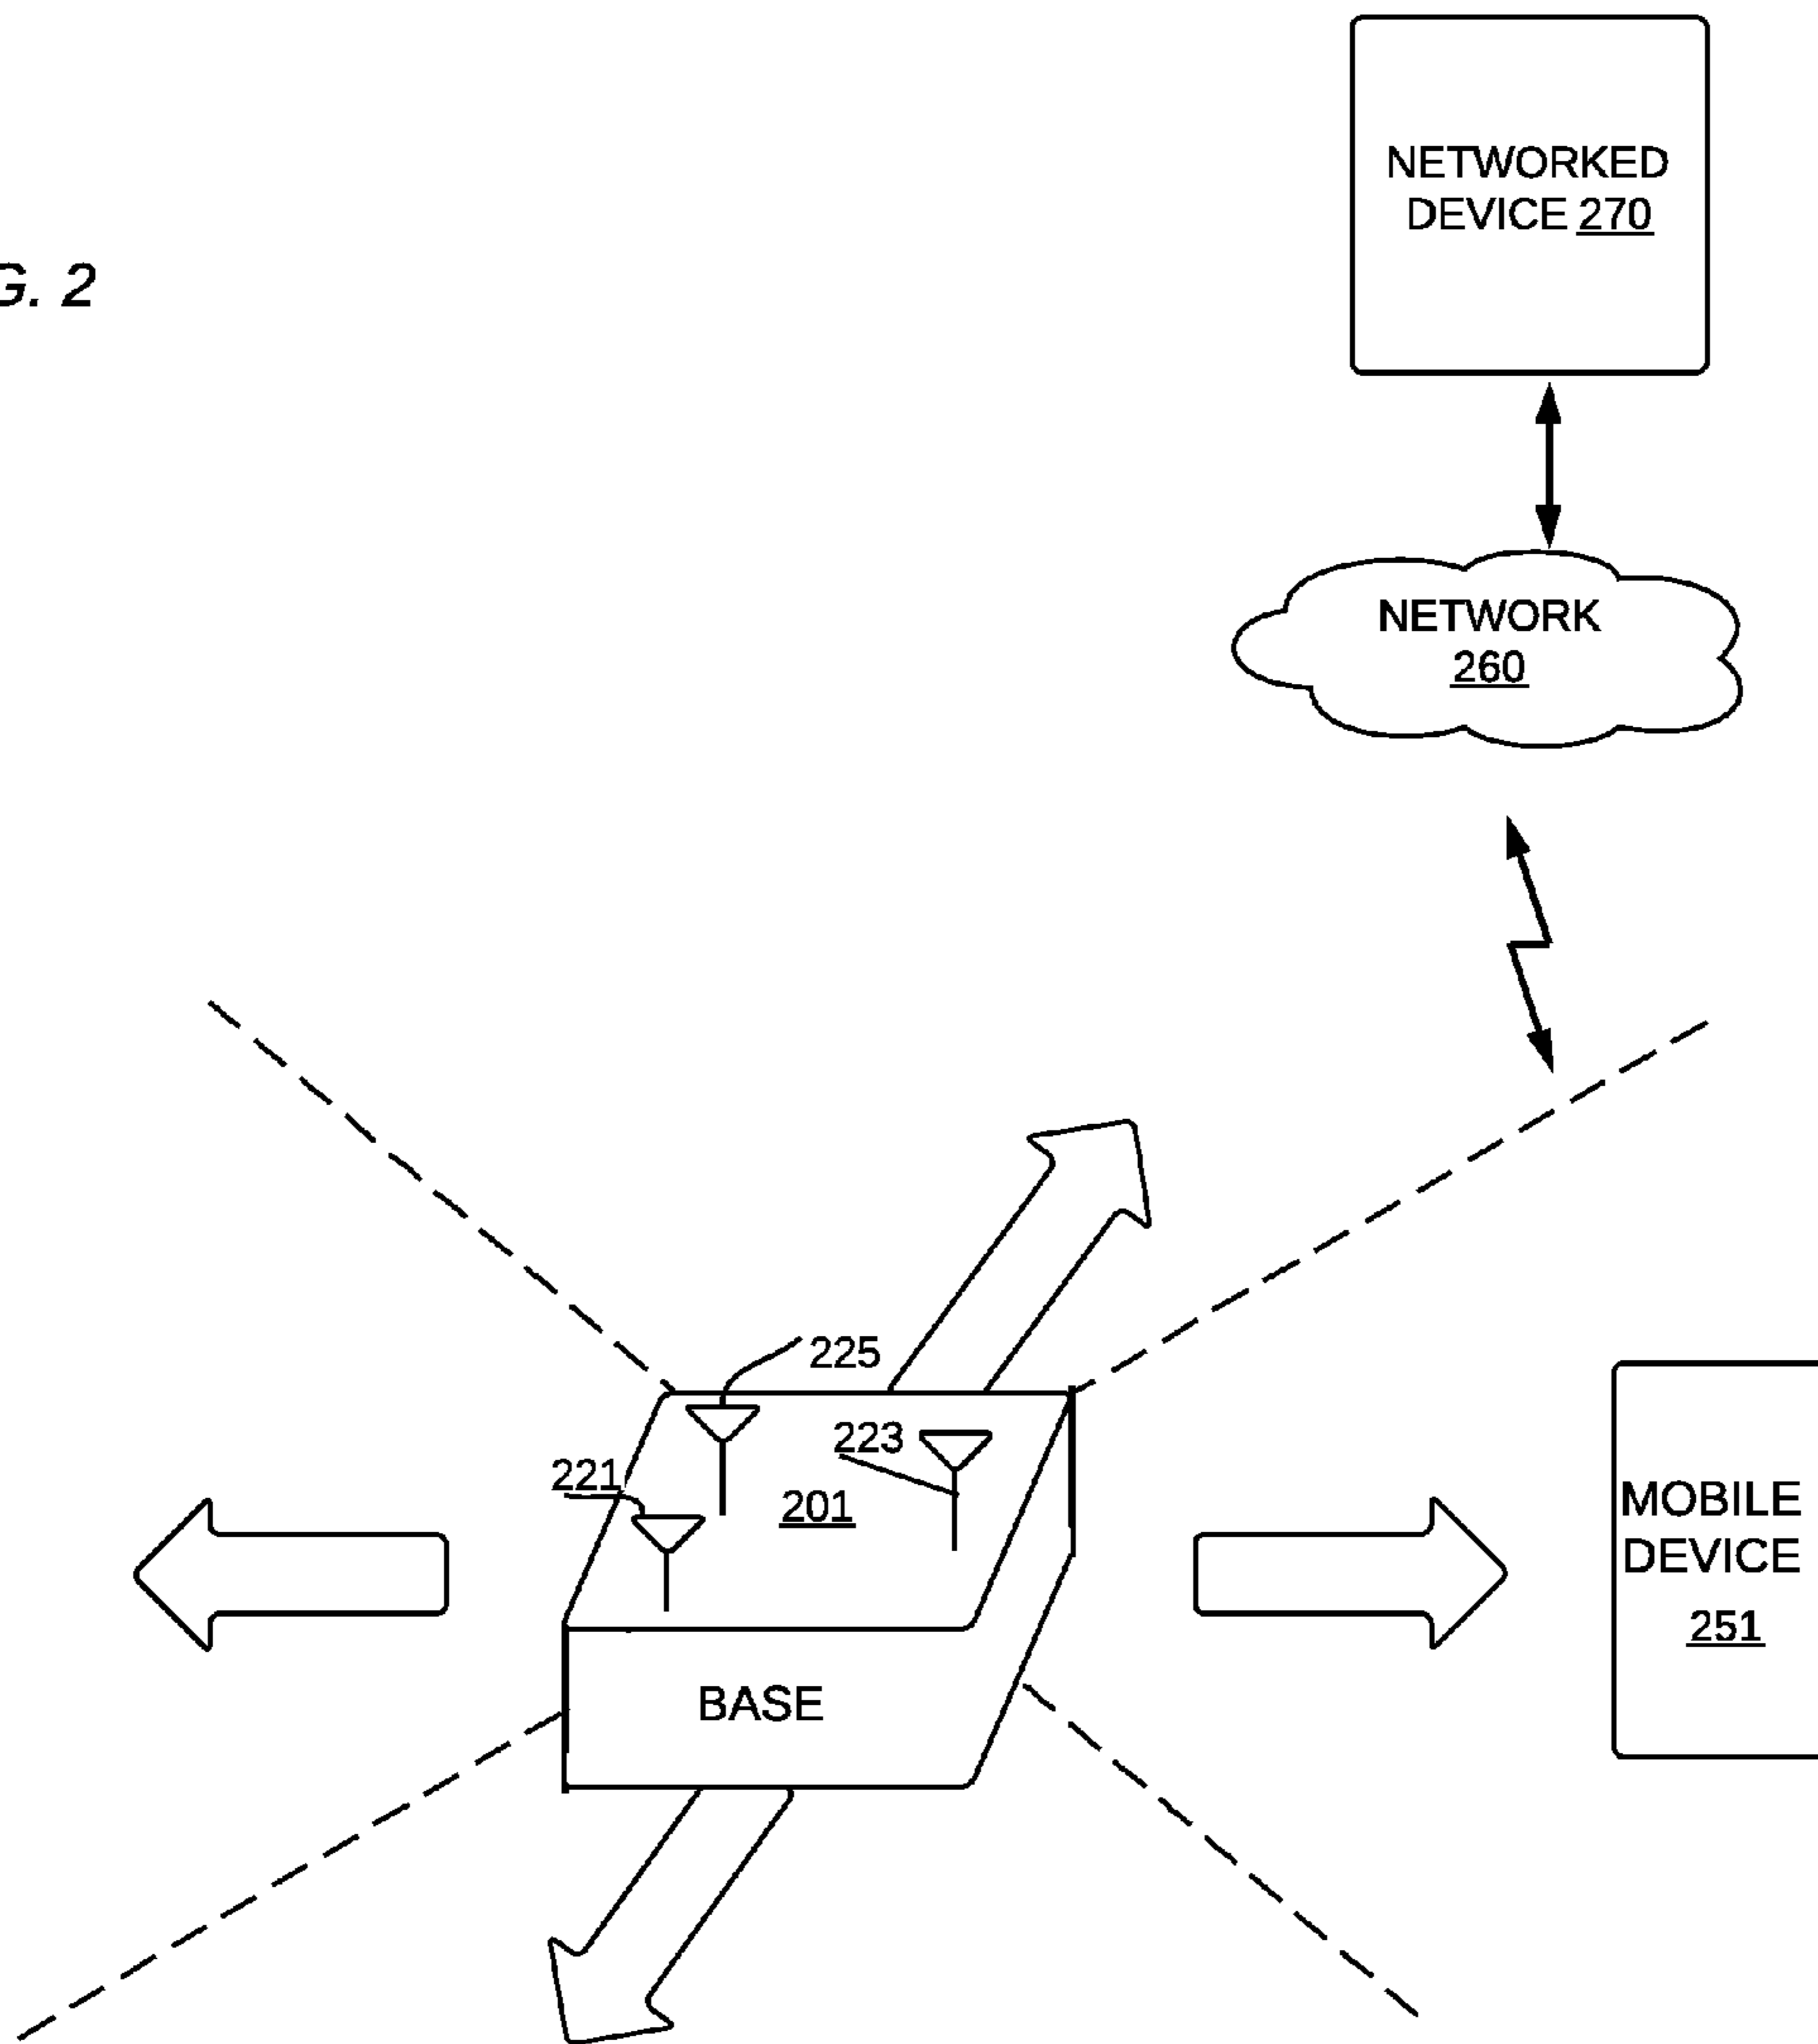 NETWORKED
DEVICE 270
G. 2
NETWORK
260
225
223
221
201
MOBILE
DEVICE
251
BASE